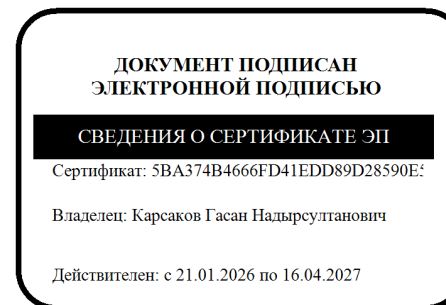 ДОКУМЕНТ ПОДПИСАН
ЭЛЕКТРОННОЙ ПОДПИСЬЮ
СВЕДЕНИЯ О СЕРТИФИКАТЕ ЭП
Сертификат: 5BA374B4666FD41EDD89D28590E
Владелец: Карсаков Гасан Надырсултанович
Действителен: с 21.01.2026 по 16.04.2027